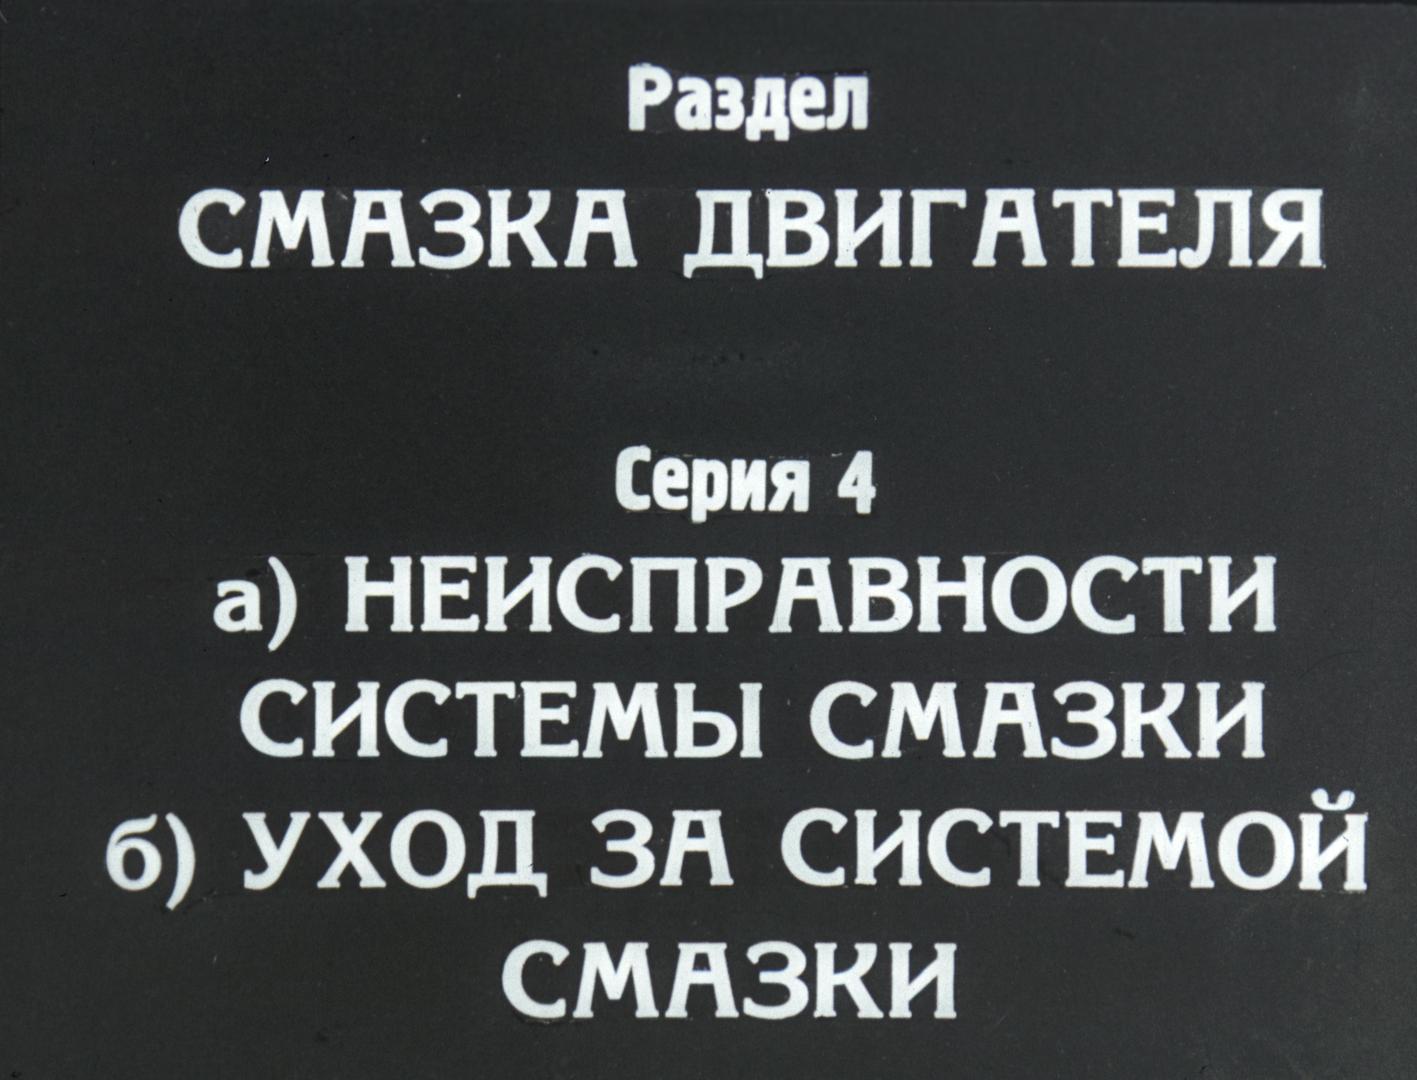 Раздел
СМАЗКА ДВИГАТЕЛЯ
Серия 4
а) НЕИСПРАВНОСТИ
СИСТЕМЫ СМАЗКИ
б) УХОД ЗА СИСТЕМОЙ
СМАЗКИ